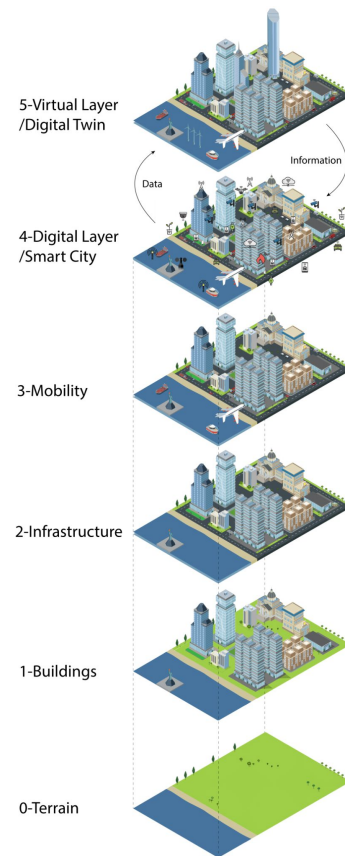 5-Virtual Layer
/Digital Twin
Data
Information
4-Digital Layer
/Smart City
3-Mobility
2-Infrastructure
1-Buildings
0-Terrain